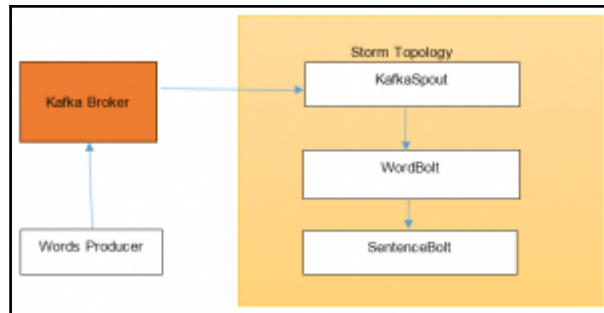 Storm Topology
Kafka Broker
KafkaSpout
WordBolt
Words Producer
SentenceBolt